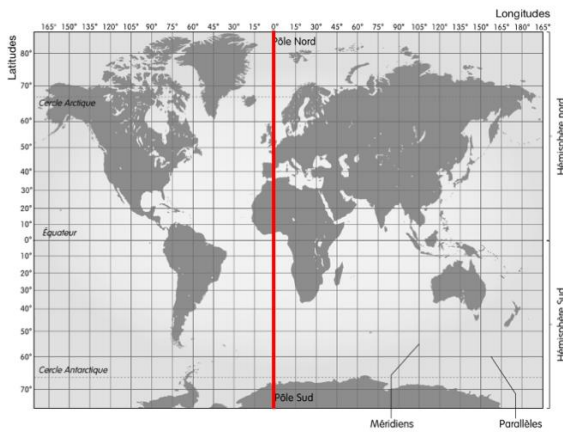 Longitudes
165° 150° 135° 120° 105° 90° 75° 60° 45° 30° 15° 0° 15° 30° 45° 60° 75° 90° 105° 120° 135° 150° 165° 180° 165°
Latitudes
Pôle Nord
80°
70°
Cercle Arctique
60°
50°
40°
30°
20°
10°
Équateur
0°
10°
20°
30°
40°
50°
60°
Cercle Antarctique
70°
Pôle Sud
Hémisphère nord
Hémisphère Sud
Méridiens
Parallèles